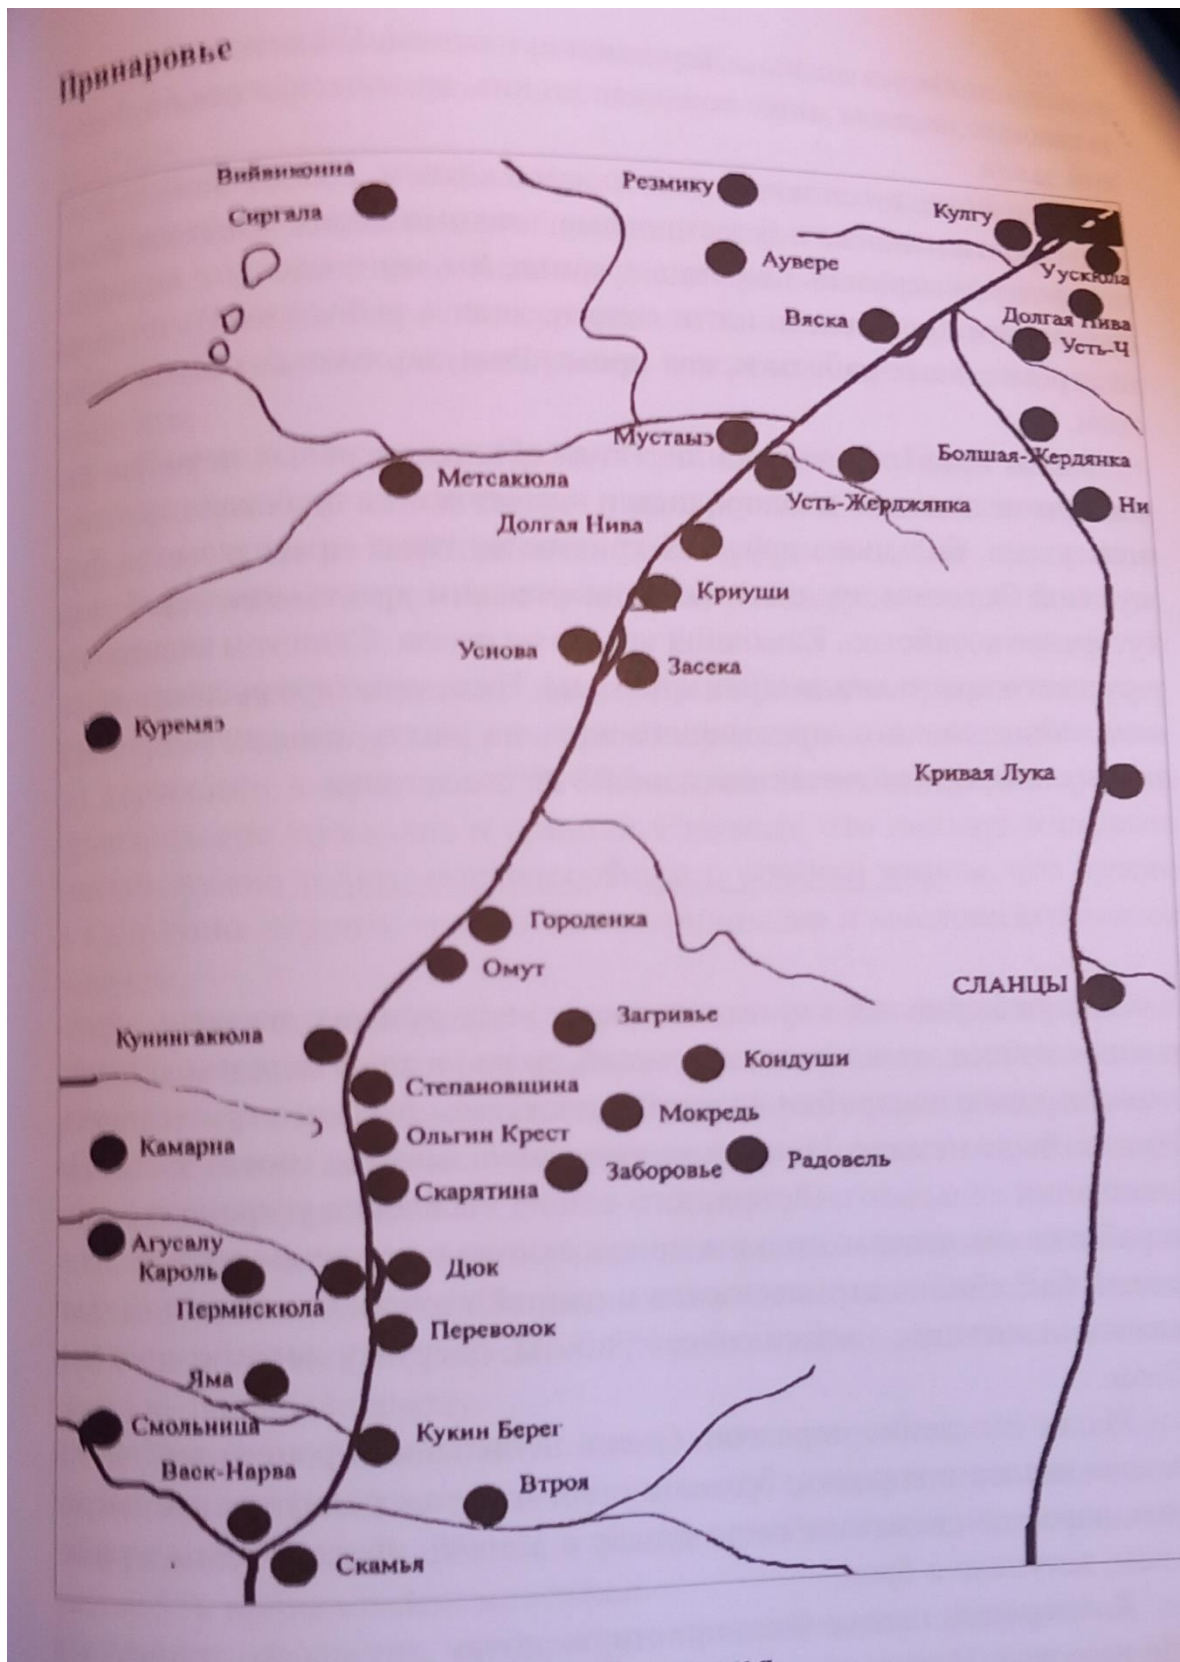 Принаровье
Вийвиконна
Сиргала
Резмику
Кулгу
Аувере
Уускюла
Вяска
Долгая Нива
Усть-Ч
Мустаыэ
Болшая-Жердянка
Метсакюла
Усть-Жерджянка
Ни
Долгая Нива
Криуши
Уснова
Засека
Куремяэ
Кривая Лука
Городенка
Омут
СЛАНЦЫ
Загривье
Кунингакюла
Кондуши
Степановщина
Мокредь
Ольгин Крест
Камарна
Заборовье
Радовель
Скарятина
Агусалу
Кароль
Дюк
Пермискюла
Переволок
Яма
Смольница
Кукин Берег
Васк-Нарва
Втроя
Скамья